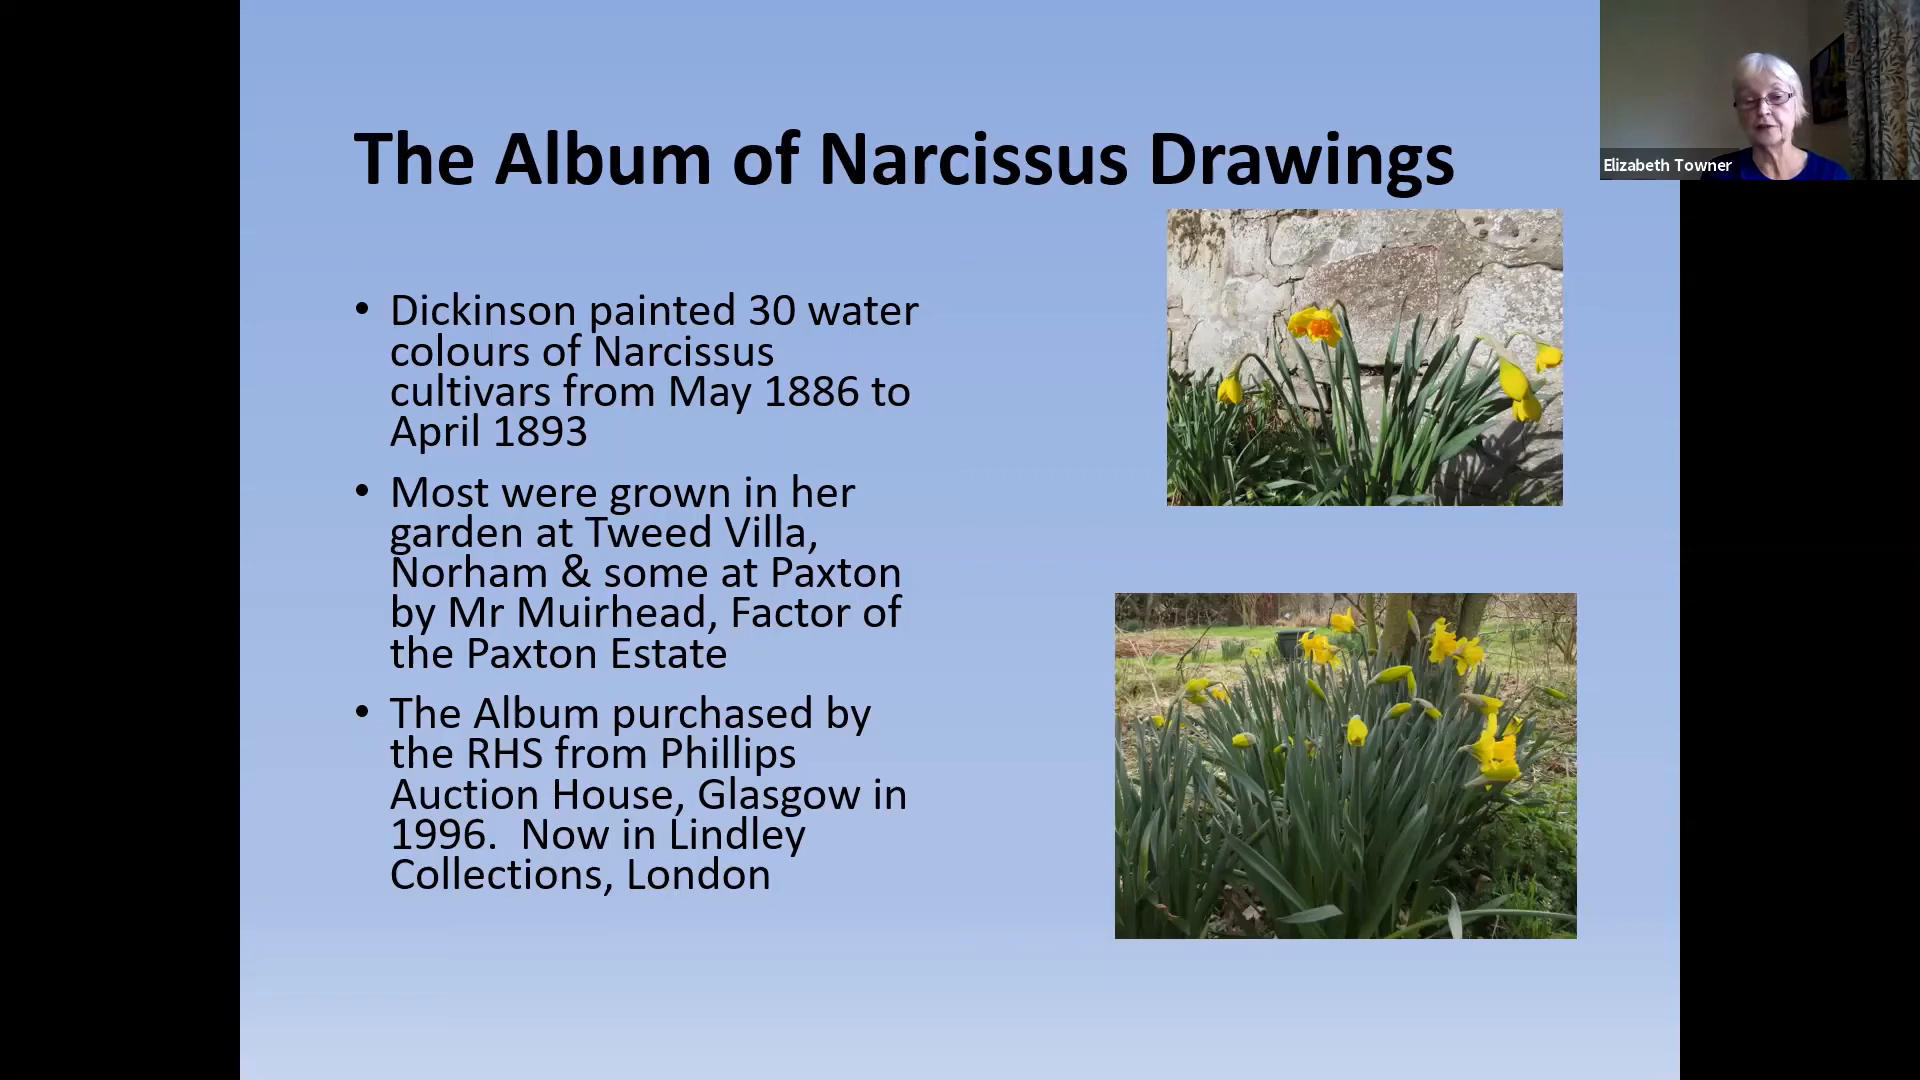 The Album of Narcissus Drawings
Elizabeth Towner
• Dickinson painted 30 water
colours of Narcissus
cultivars from May 1886 to
April 1893
• Most were grown in her
garden at Tweed Villa,
Norham & some at Paxton
by Mr Muirhead, Factor of
the Paxton Estate
• The Album purchased by
the RHS from Phillips
Auction House, Glasgow in
1996.  Now in Lindley
Collections, London